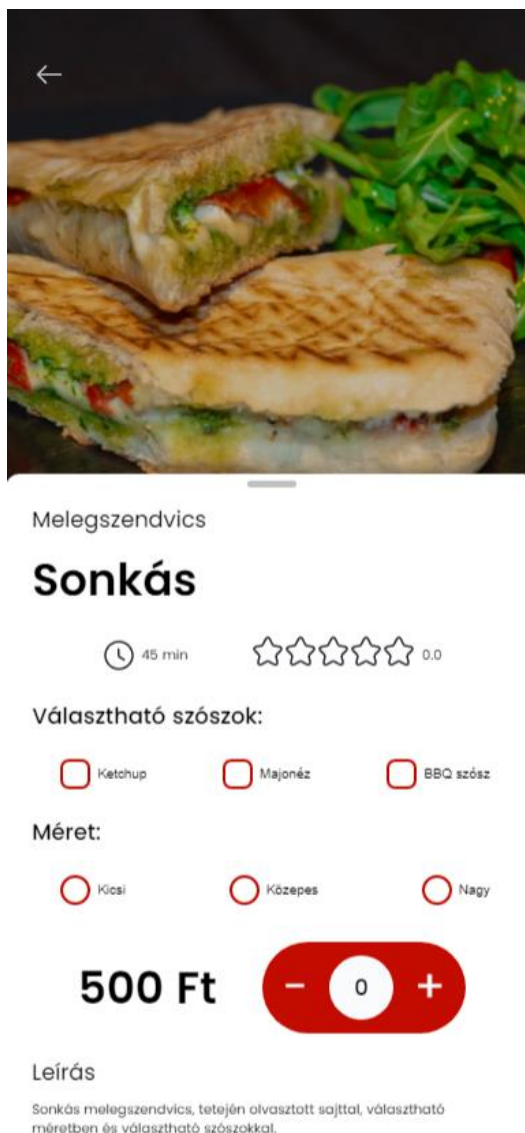 Melegszendvics
Sonkás
45 min 0.0
Választható szószok:
Ketchup Majonéz BBQ szósz
Méret:
Kicsi Közepes Nagy
500 Ft − 0 +
Leírás
Sonkás melegszendvics, tetején olvasztott sajttal, választható
méretben és választható szószokkal.